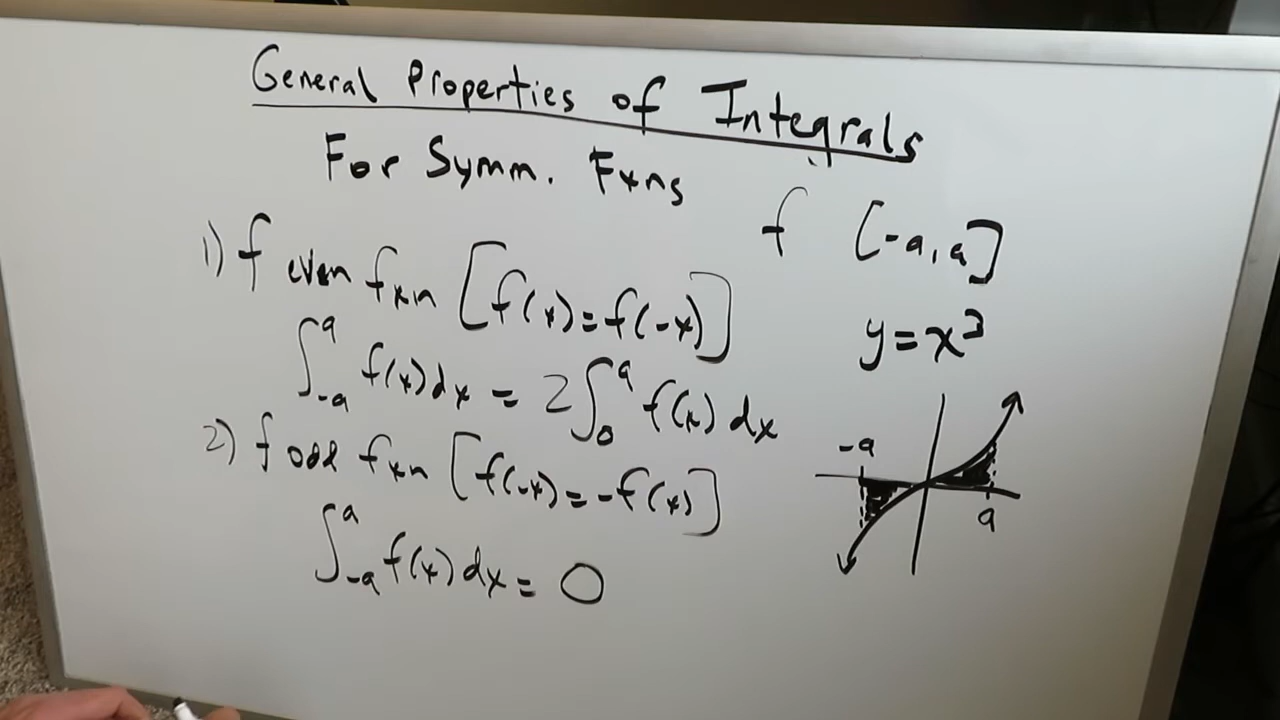 General Properties of Integrals
For Symm. Fxns
f [-a,a]
1) f even fxn [f(x)=f(-x)]
∫_{-a}^{a} f(x)dx = 2∫_{0}^{a} f(x) dx
2) f odd fxn [f(-x)=-f(x)]
∫_{-a}^{a} f(x)dx = 0
y=x³
-a
a